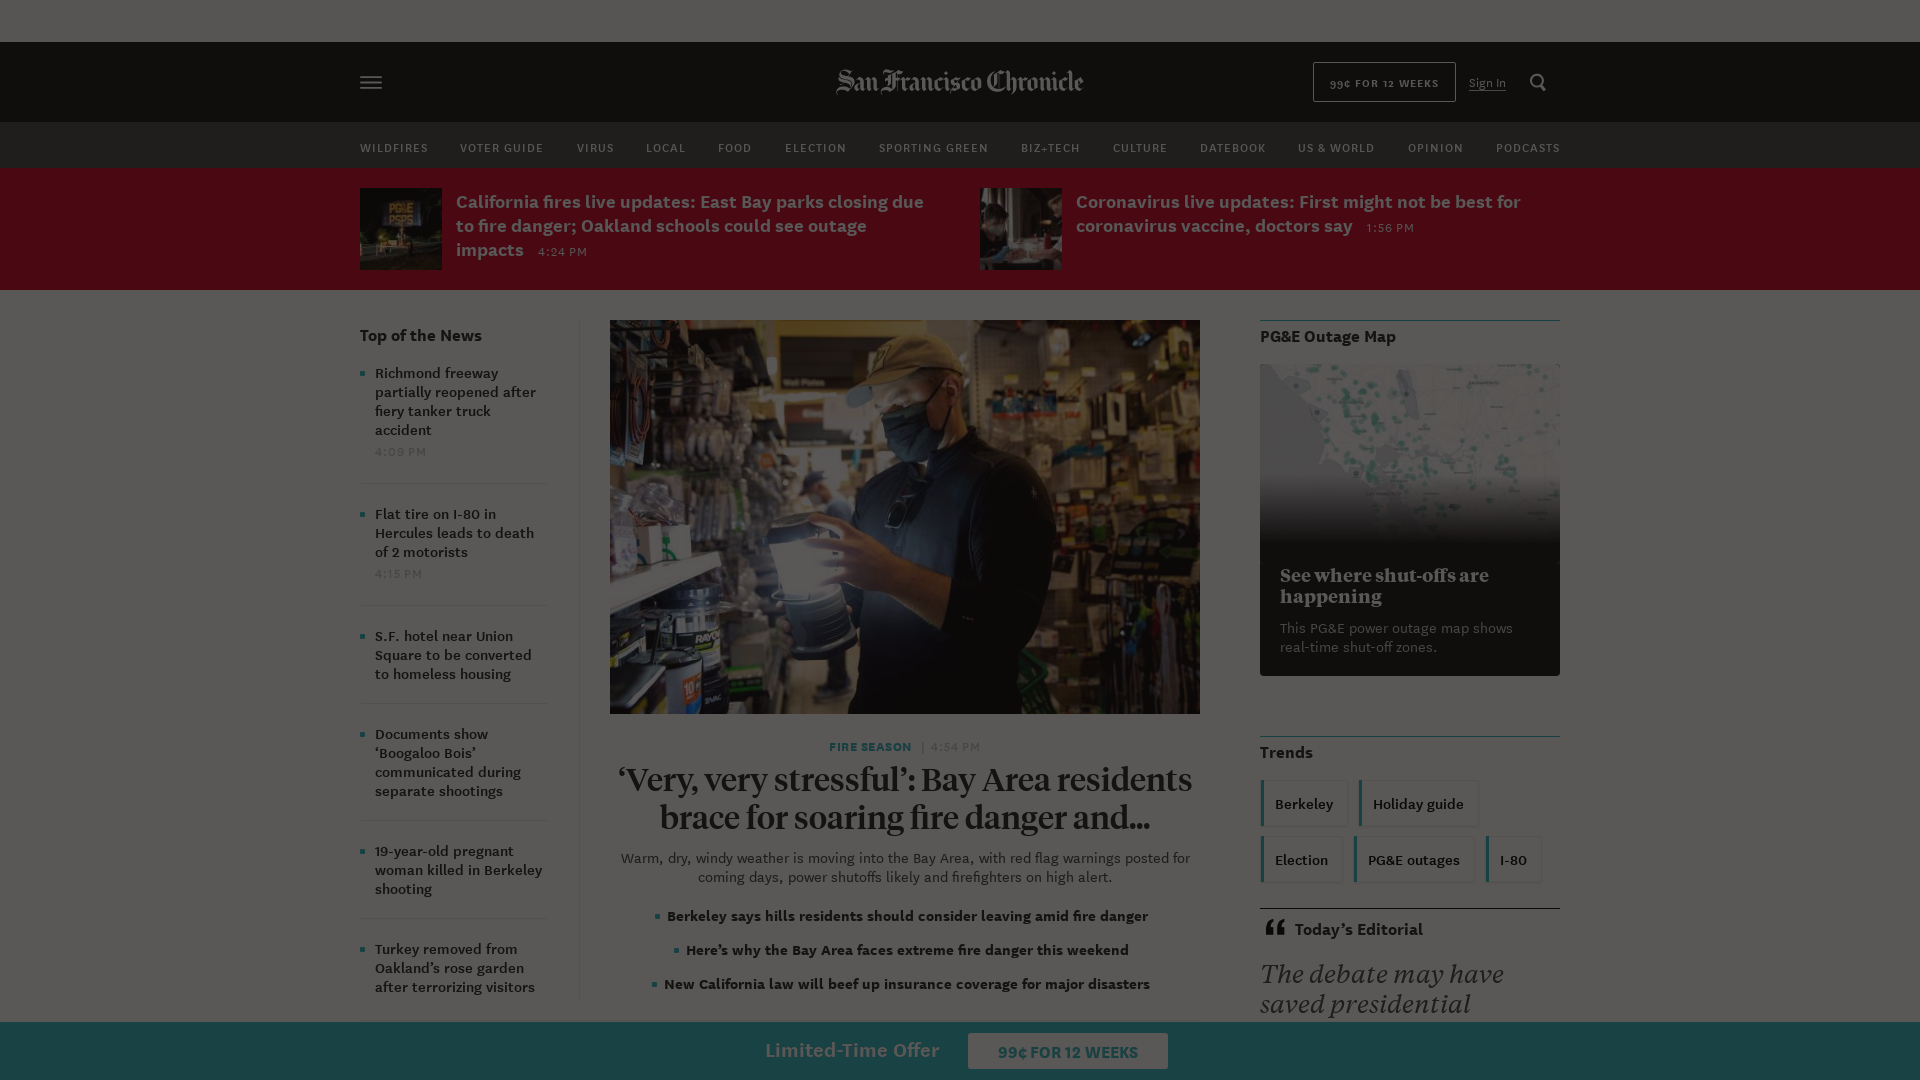 San Francisco Chronicle
99¢ FOR 12 WEEKS
Sign In
WILDFIRES VOTER GUIDE VIRUS LOCAL FOOD ELECTION SPORTING GREEN BIZ+TECH CULTURE DATEBOOK US & WORLD OPINION PODCASTS
California fires live updates: East Bay parks closing due
to fire danger; Oakland schools could see outage
impacts 4:24 PM
Coronavirus live updates: First might not be best for
coronavirus vaccine, doctors say 1:56 PM
Top of the News
Richmond freeway
partially reopened after
fiery tanker truck
accident
4:09 PM
Flat tire on I-80 in
Hercules leads to death
of 2 motorists
4:15 PM
S.F. hotel near Union
Square to be converted
to homeless housing
Documents show
‘Boogaloo Bois’
communicated during
separate shootings
19-year-old pregnant
woman killed in Berkeley
shooting
Turkey removed from
Oakland’s rose garden
after terrorizing visitors
Wall Plates
FIRE SEASON | 4:54 PM
‘Very, very stressful’: Bay Area residents
brace for soaring fire danger and...
Warm, dry, windy weather is moving into the Bay Area, with red flag warnings posted for
coming days, power shutoffs likely and firefighters on high alert.
Berkeley says hills residents should consider leaving amid fire danger
Here’s why the Bay Area faces extreme fire danger this weekend
New California law will beef up insurance coverage for major disasters
PG&E Outage Map
See where shut-offs are
happening
This PG&E power outage map shows
real-time shut-off zones.
Trends
Berkeley
Holiday guide
Election
PG&E outages
I-80
“ Today’s Editorial
The debate may have
saved presidential
Limited-Time Offer
99¢ FOR 12 WEEKS